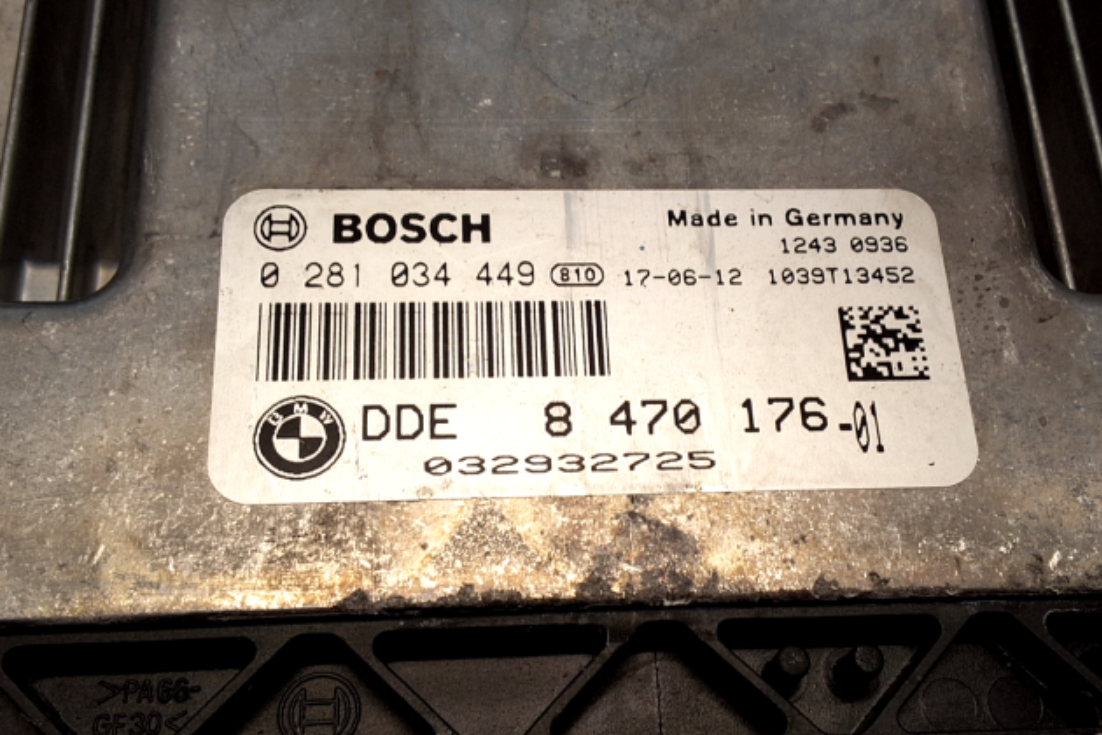 BOSCH
Made in Germany
1243 0936
0 281 034 449 810 17-06-12 1039T13452
BMW DDE 8 470 176-01
032932725
>PA66-
GF30<